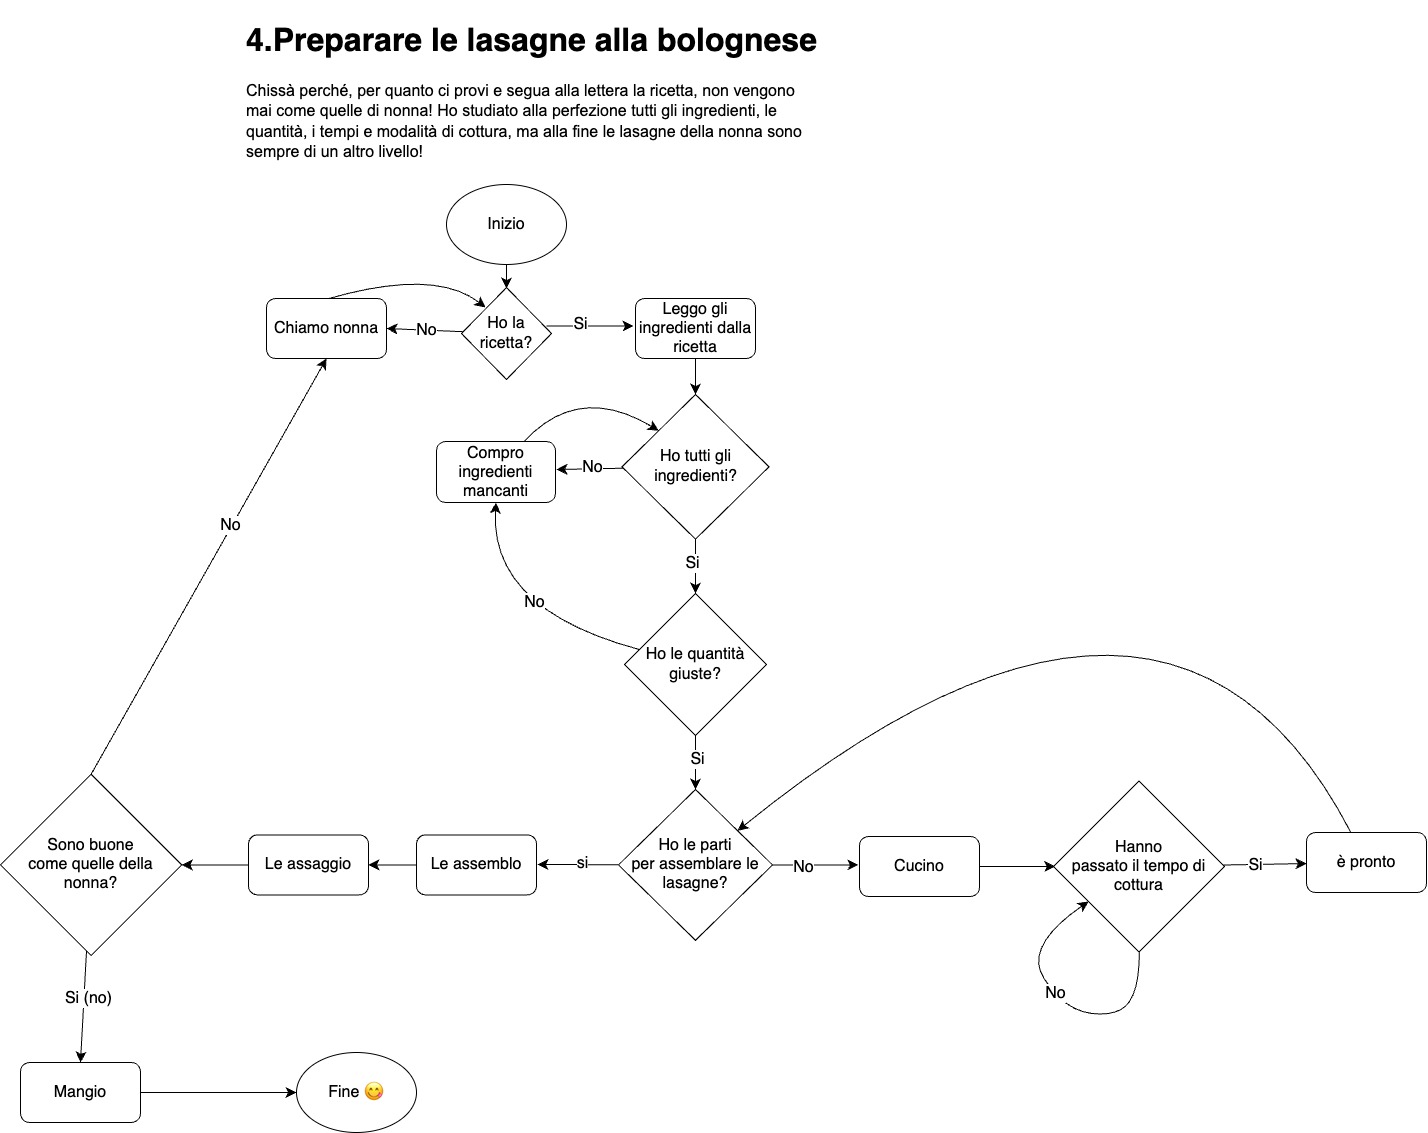 4.Preparare le lasagne alla bolognese
Chissà perché, per quanto ci provi e segua alla lettera la ricetta, non vengono
mai come quelle di nonna! Ho studiato alla perfezione tutti gli ingredienti, le
quantità, i tempi e modalità di cottura, ma alla fine le lasagne della nonna sono
sempre di un altro livello!
Inizio
Chiamo nonna
No
Ho la
ricetta?
Si
Leggo gli
ingredienti dalla
ricetta
Compro
ingredienti
mancanti
No
Ho tutti gli
ingredienti?
No
Si
No
Ho le quantità
giuste?
Si
Sono buone
come quelle della
nonna?
Le assaggio
Le assemblo
si
Ho le parti
per assemblare le
lasagne?
No
Cucino
Hanno
passato il tempo di
cottura
Si
è pronto
No
Si (no)
Mangio
Fine 😋